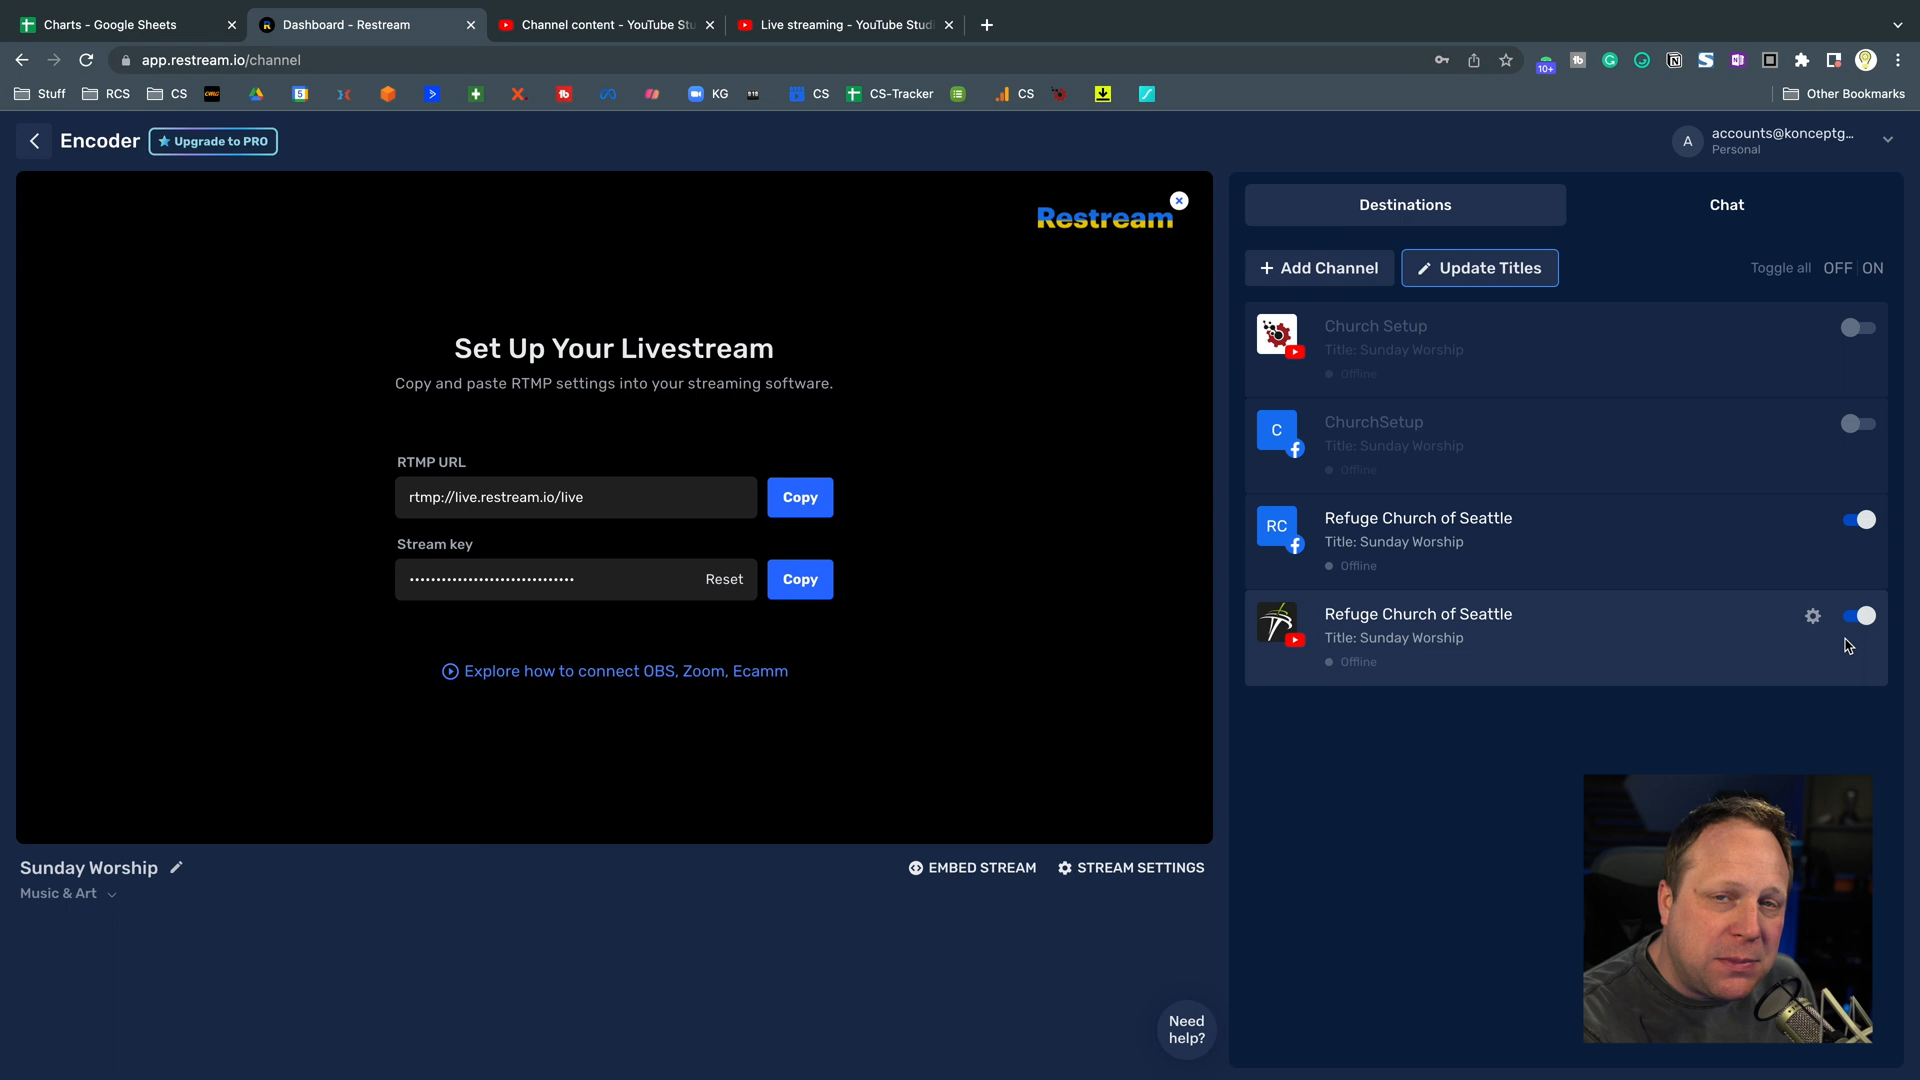 Charts - Google Sheets
Dashboard - Restream
Channel content - YouTube Stu
Live streaming - YouTube Stud
app.restream.io/channel
10+
Stuff
RCS
CS
KG
CS
CS-Tracker
CS
Other Bookmarks
Encoder
Upgrade to PRO
A
accounts@konceptg...
Personal
Restream
Set Up Your Livestream
Copy and paste RTMP settings into your streaming software.
RTMP URL
rtmp://live.restream.io/live
Copy
Stream key
•••••••••••••••••••••••••••••••
Reset
Copy
Explore how to connect OBS, Zoom, Ecamm
Sunday Worship
Music & Art
EMBED STREAM
STREAM SETTINGS
Need help?
Destinations
Chat
+ Add Channel
Update Titles
Toggle all OFF ON
Church Setup
Title: Sunday Worship
Offline
C
ChurchSetup
Title: Sunday Worship
Offline
RC
Refuge Church of Seattle
Title: Sunday Worship
Offline
Refuge Church of Seattle
Title: Sunday Worship
Offline